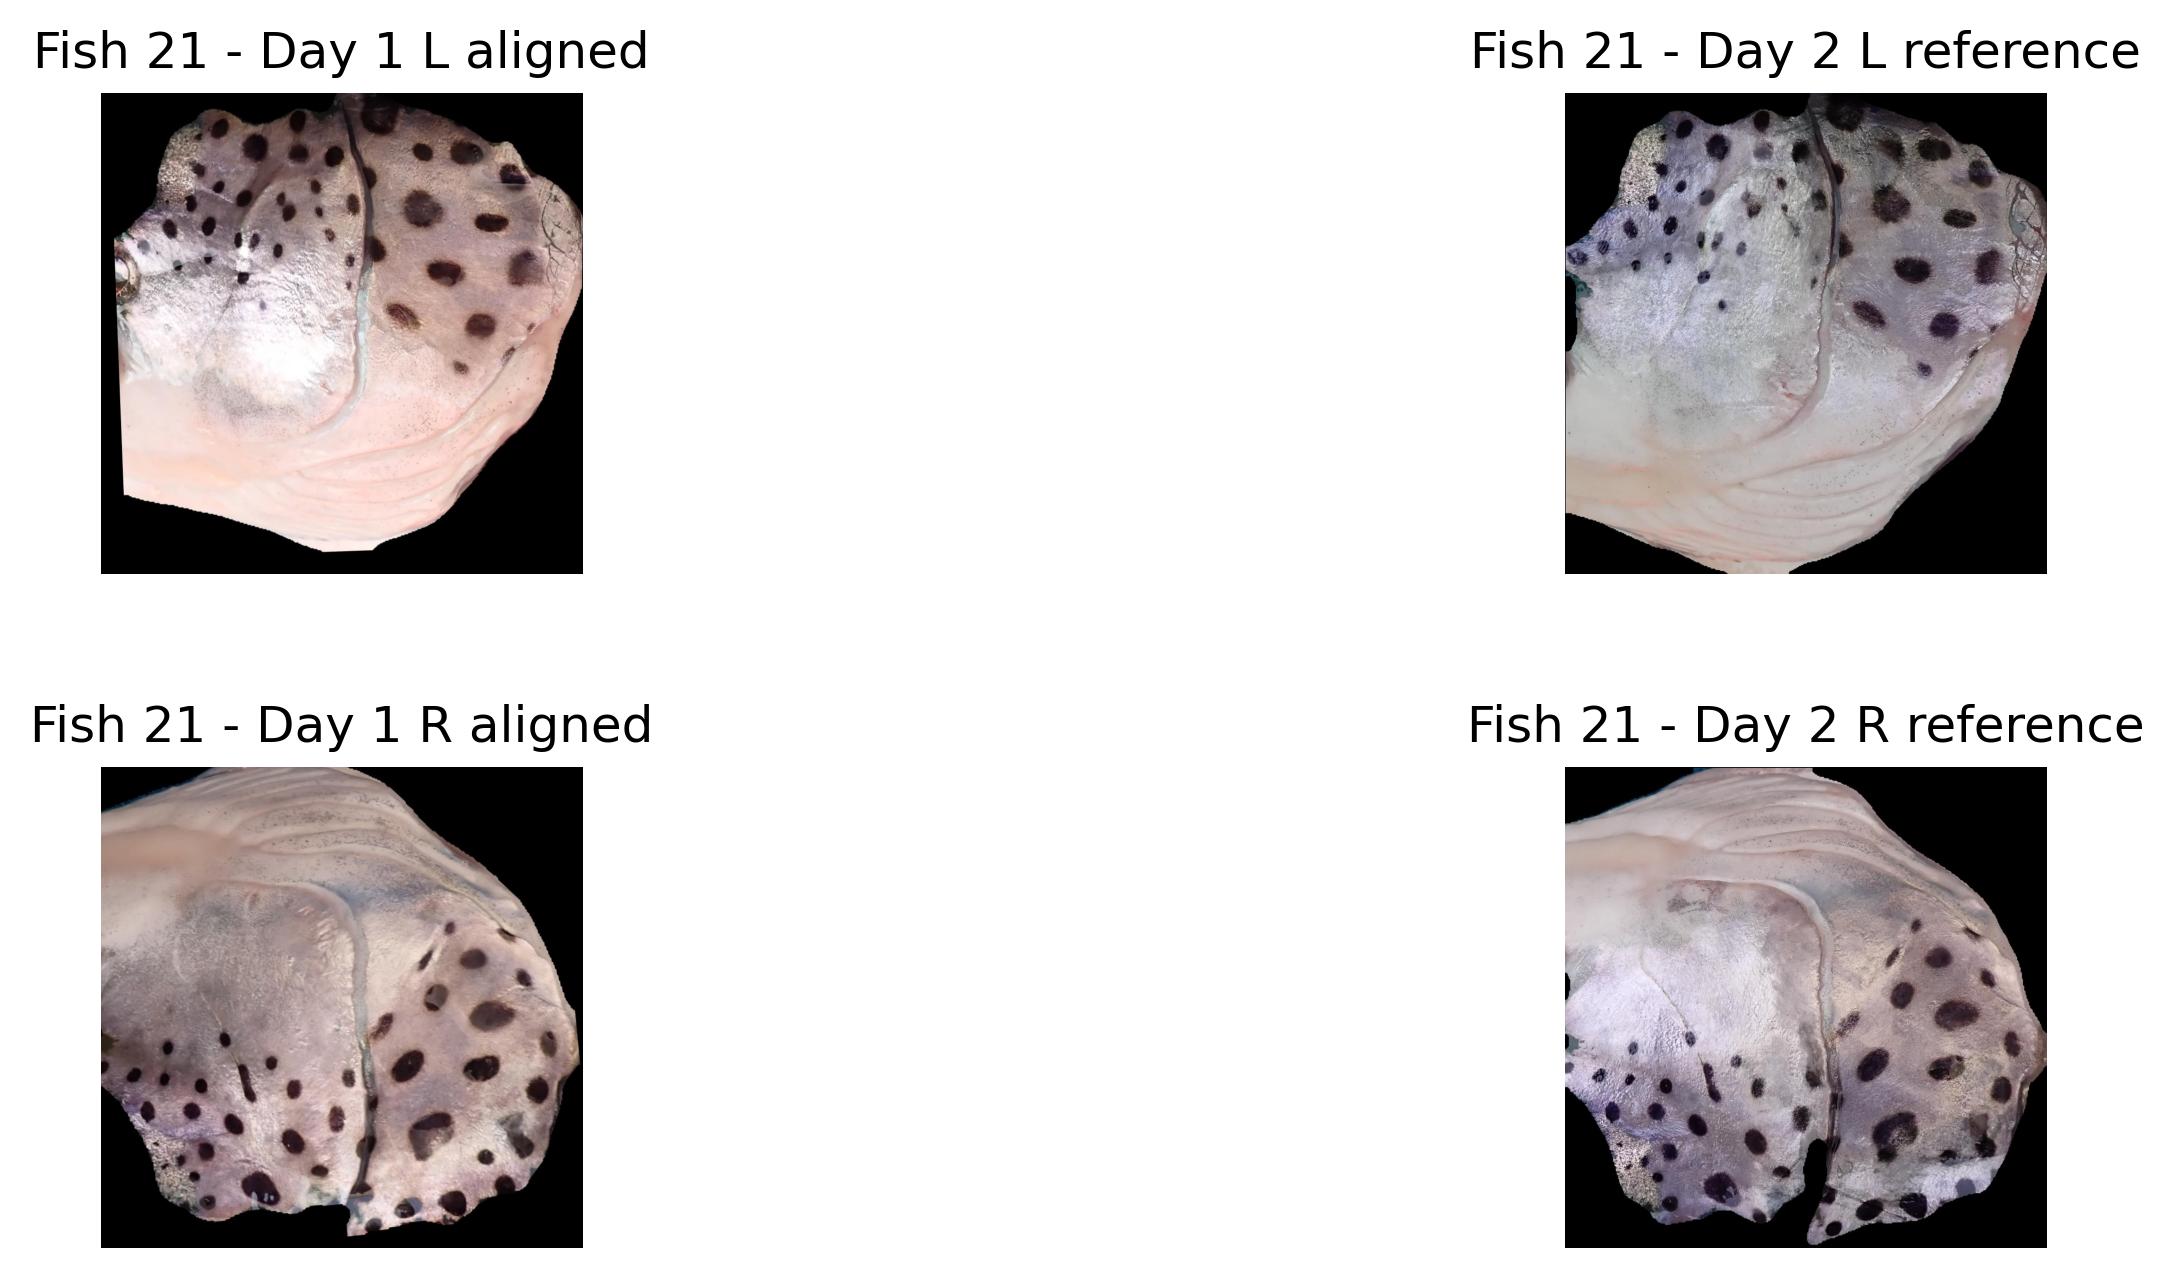 Fish 21 - Day 1 L aligned
Fish 21 - Day 2 L reference
Fish 21 - Day 1 R aligned
Fish 21 - Day 2 R reference